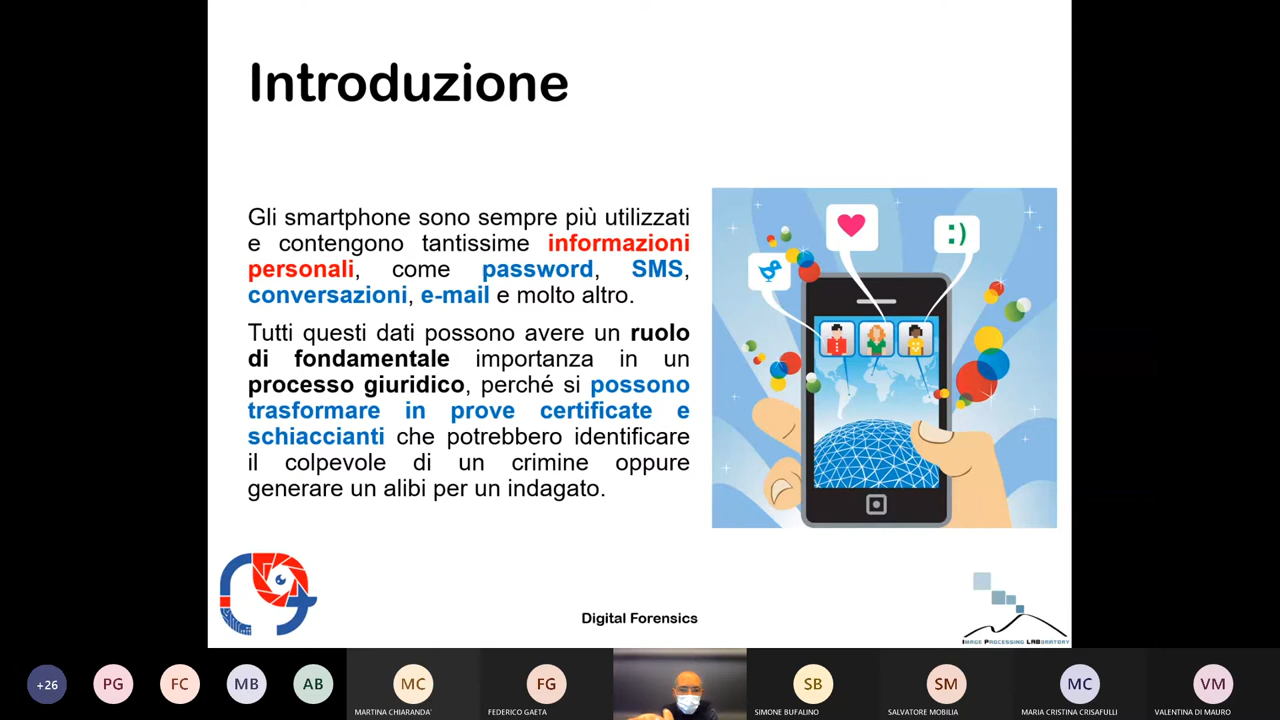 Introduzione
Gli smartphone sono sempre più utilizzati
e contengono tantissime informazioni
personali, come password, SMS,
conversazioni, e-mail e molto altro.
Tutti questi dati possono avere un ruolo
di fondamentale importanza in un
processo giuridico, perché si possono
trasformare in prove certificate e
schiaccianti che potrebbero identificare
il colpevole di un crimine oppure
generare un alibi per un indagato.
:)
Digital Forensics
IMAGE PROCESSING LABORATORY
+26
PG
FC
MB
AB
MC
FG
SB
SM
MC
VM
MARTINA CHIARANDA'
FEDERICO GAETA
SIMONE BUFALINO
SALVATORE MOBILIA
MARIA CRISTINA CRISAFULLI
VALENTINA DI MAURO